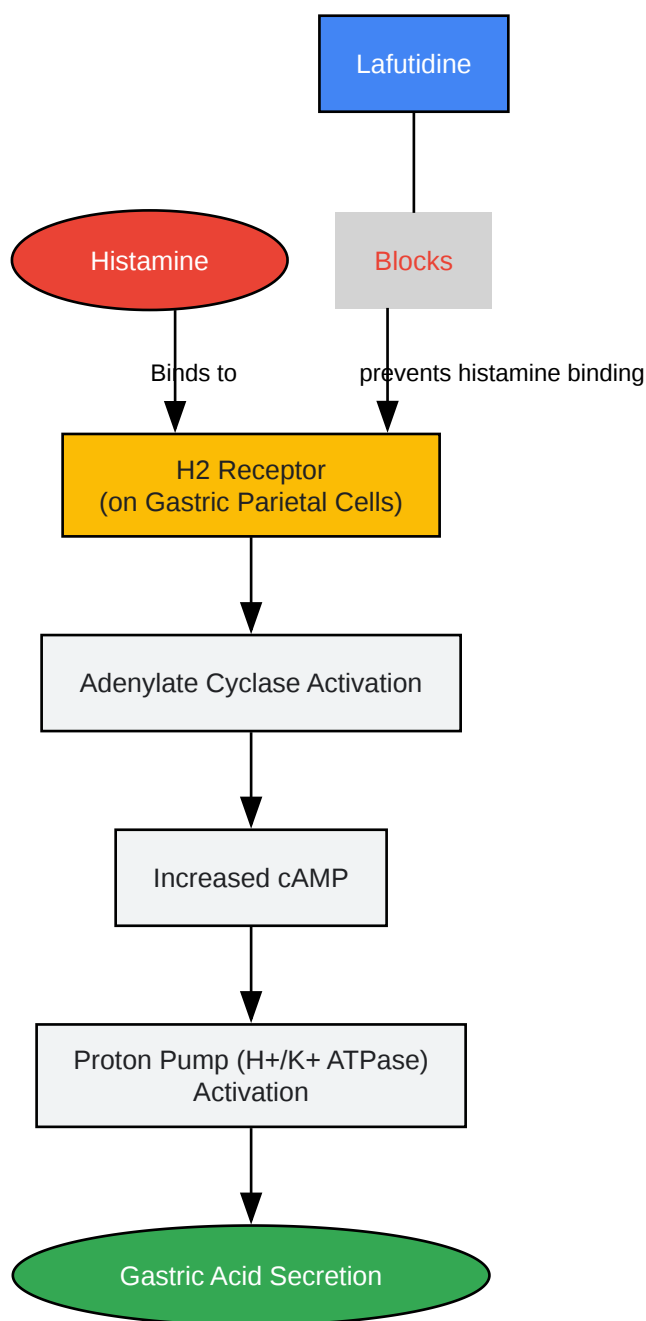 Lafutidine
Histamine
Blocks
Binds to
prevents histamine binding
H2 Receptor
(on Gastric Parietal Cells)
Adenylate Cyclase Activation
Increased cAMP
Proton Pump (H+/K+ ATPase)
Activation
Gastric Acid Secretion